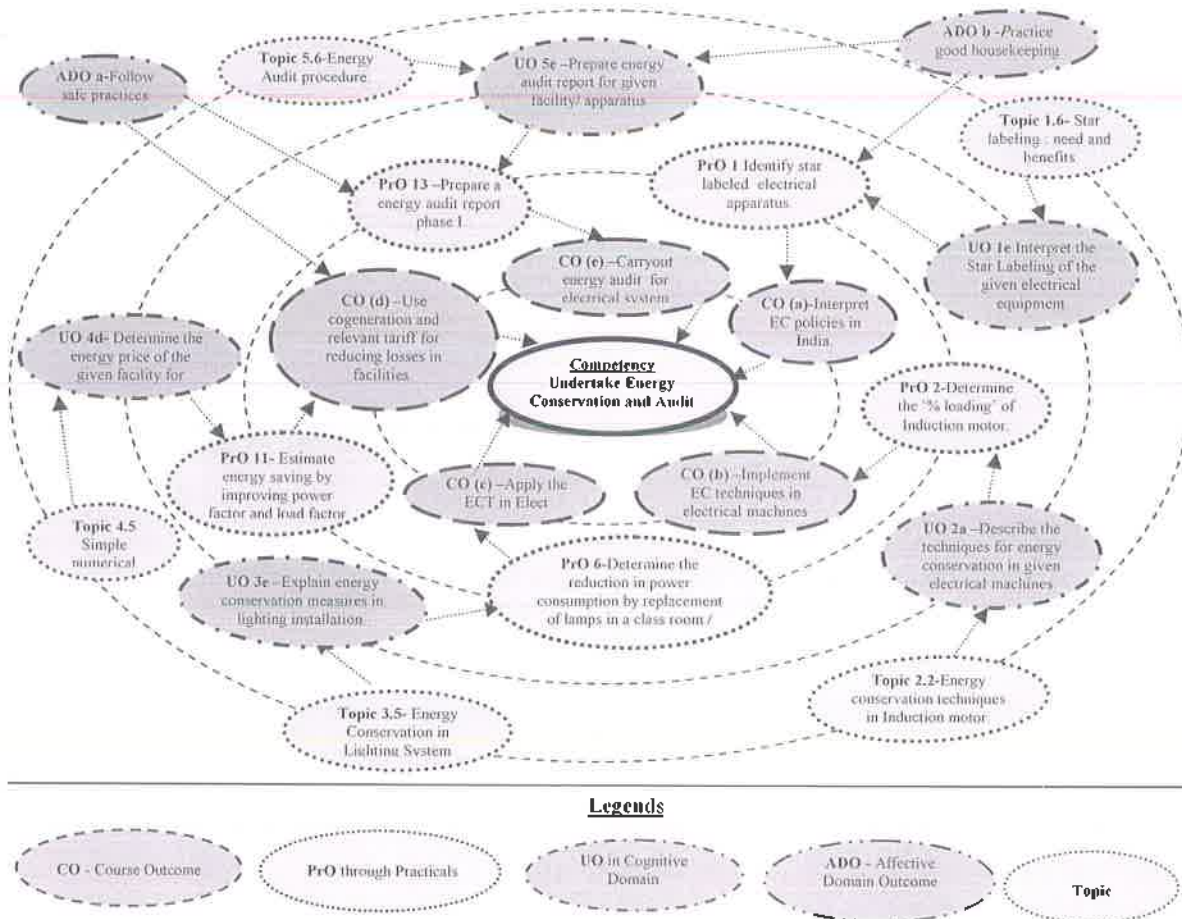 ADO b -Practice
good housekeeping
Topic 5.6-Energy
Audit procedure
UO 5e –Prepare energy
audit report for given
facility/ apparatus
ADO a-Follow
safe practices
Topic 1.6- Star
labeling : need and
benefits
PrO 1 Identify star
labeled electrical
apparatus
PrO 13 –Prepare a
energy audit report
phase I.
UO 1e Interpret the
Star Labeling of the
given electrical
equipment
CO (e) –Carryout
energy audit for
electrical system
CO (d) –Use
cogeneration and
relevant tariff for
reducing losses in
facilities
CO (a)-Interpret
EC policies in
India.
UO 4d- Determine the
energy price of the
given facility for
Competency
Undertake Energy
Conservation and Audit
PrO 2-Determine
the '% loading' of
Induction motor.
PrO 11- Estimate
energy saving by
improving power
factor and load factor
CO (c) –Apply the
ECT in Elect
CO (b) –Implement
EC techniques in
electrical machines
Topic 4.5
Simple
numerical
UO 2a –Describe the
techniques for energy
conservation in given
electrical machines
UO 3e –Explain energy
conservation measures in
lighting installation
PrO 6-Determine the
reduction in power
consumption by replacement
of lamps in a class room /
Topic 2.2-Energy
conservation techniques
in Induction motor
Topic 3.5- Energy
Conservation in
Lighting System
Legends
CO - Course Outcome
PrO through Practicals
UO in Cognitive
Domain
ADO - Affective
Domain Outcome
Topic